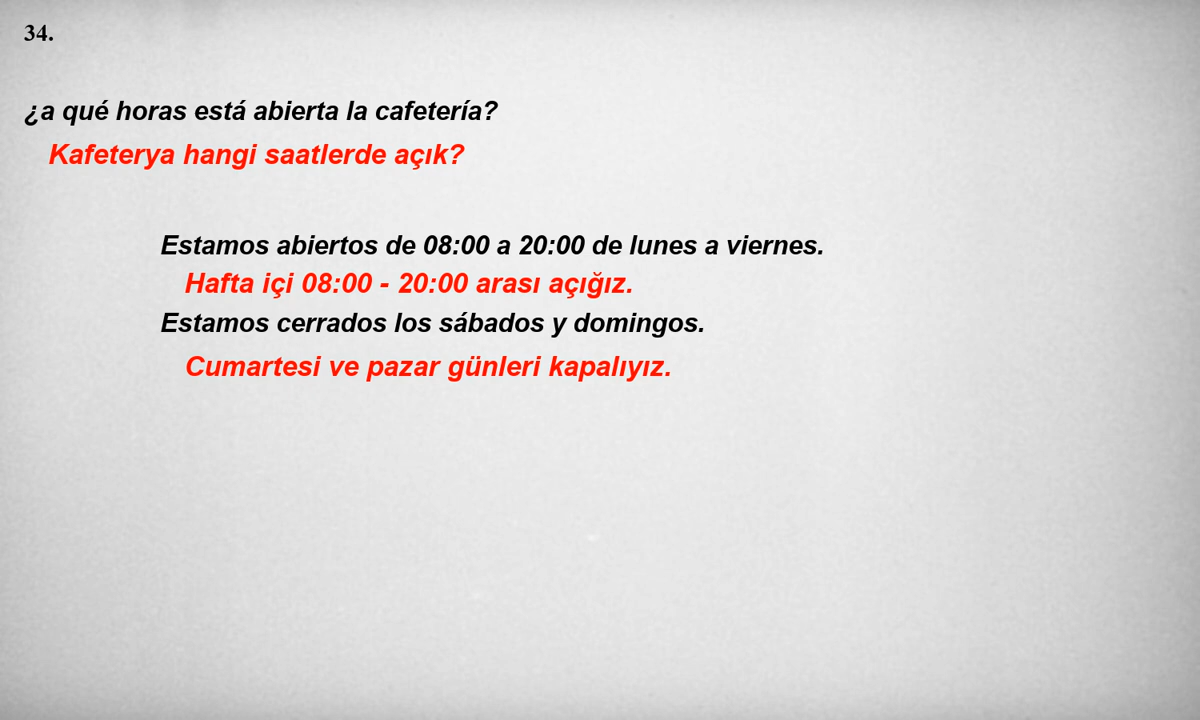 34.
¿a qué horas está abierta la cafetería?
Kafeterya hangi saatlerde açık?
Estamos abiertos de 08:00 a 20:00 de lunes a viernes.
Hafta içi 08:00 - 20:00 arası açığız.
Estamos cerrados los sábados y domingos.
Cumartesi ve pazar günleri kapalıyız.